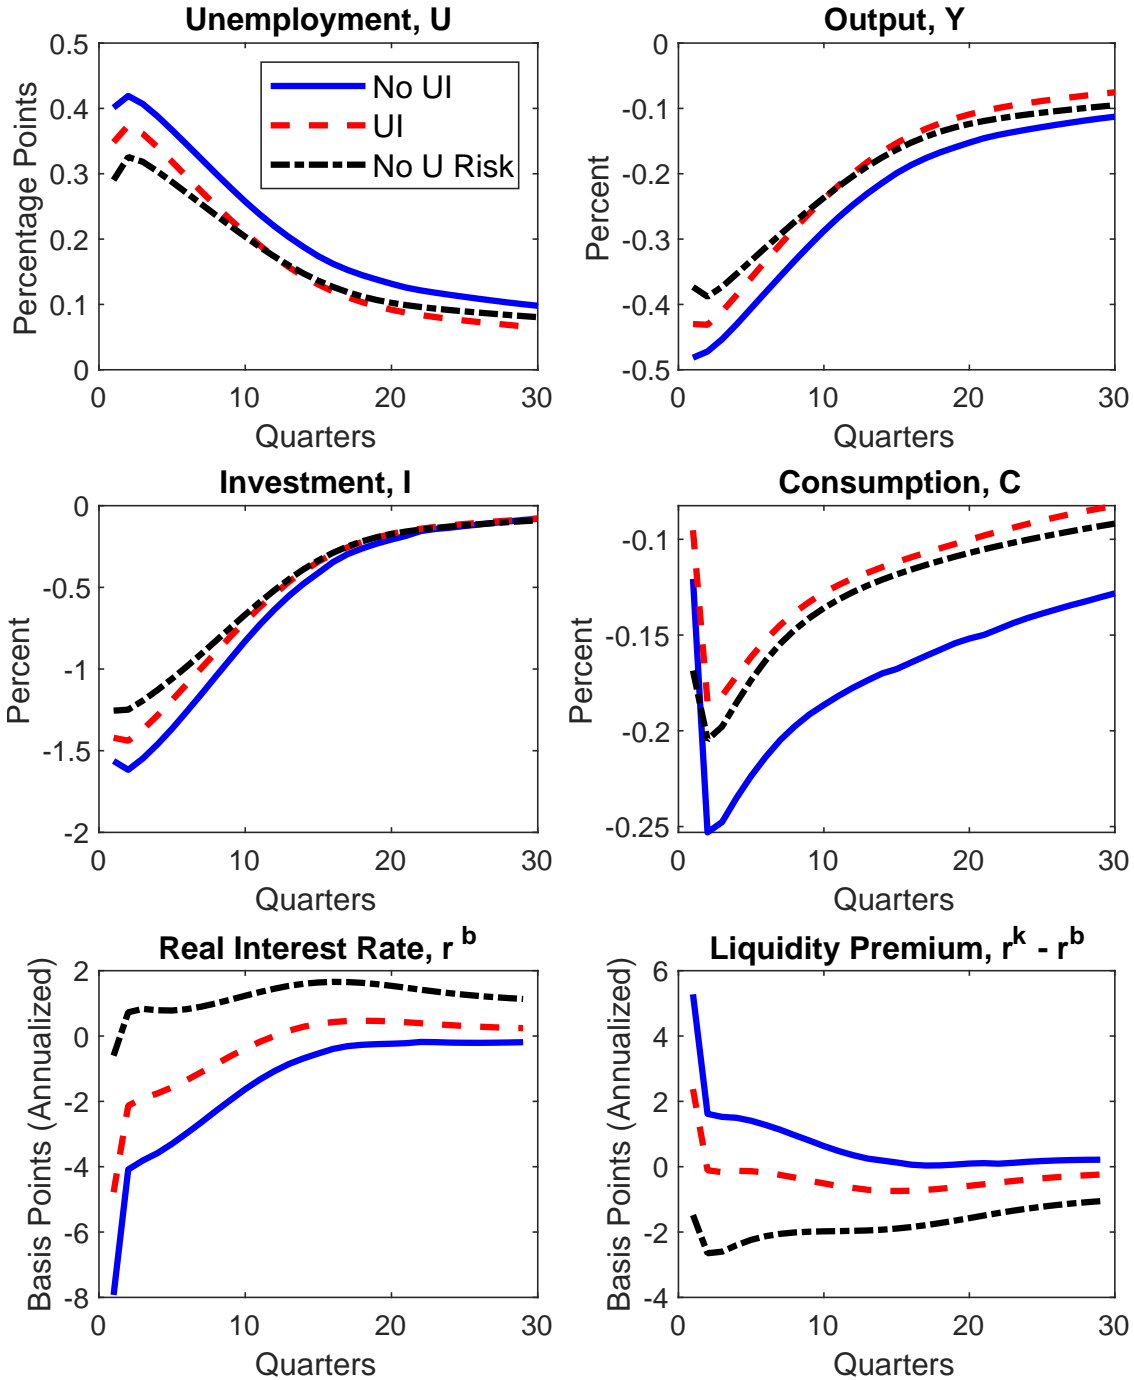 Unemployment, U
Percentage Points
0.5
0.4
0.3
0.2
0.1
0
No UI
UI
No U Risk
0 10 20 30
Quarters
Output, Y
Percent
0
-0.1
-0.2
-0.3
-0.4
-0.5
0 10 20 30
Quarters
Investment, I
Percent
0
-0.5
-1
-1.5
-2
0 10 20 30
Quarters
Consumption, C
Percent
-0.1
-0.15
-0.2
-0.25
0 10 20 30
Quarters
Real Interest Rate, r b
Basis Points (Annualized)
2
0
-2
-4
-6
-8
0 10 20 30
Quarters
Liquidity Premium, r^k - r^b
Basis Points (Annualized)
6
4
2
0
-2
-4
0 10 20 30
Quarters